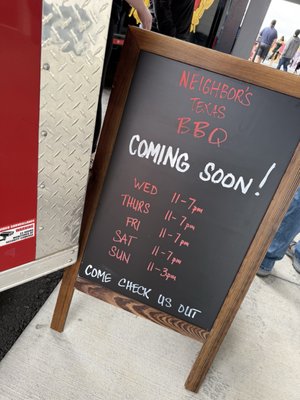 NEIGHBOR'S
TEXAS
BBQ
COMING SOON!
WED 11-7pm
THURS 11-7pm
FRI 11-7pm
SAT 11-7pm
SUN 11-3pm
COME CHECK US OUT